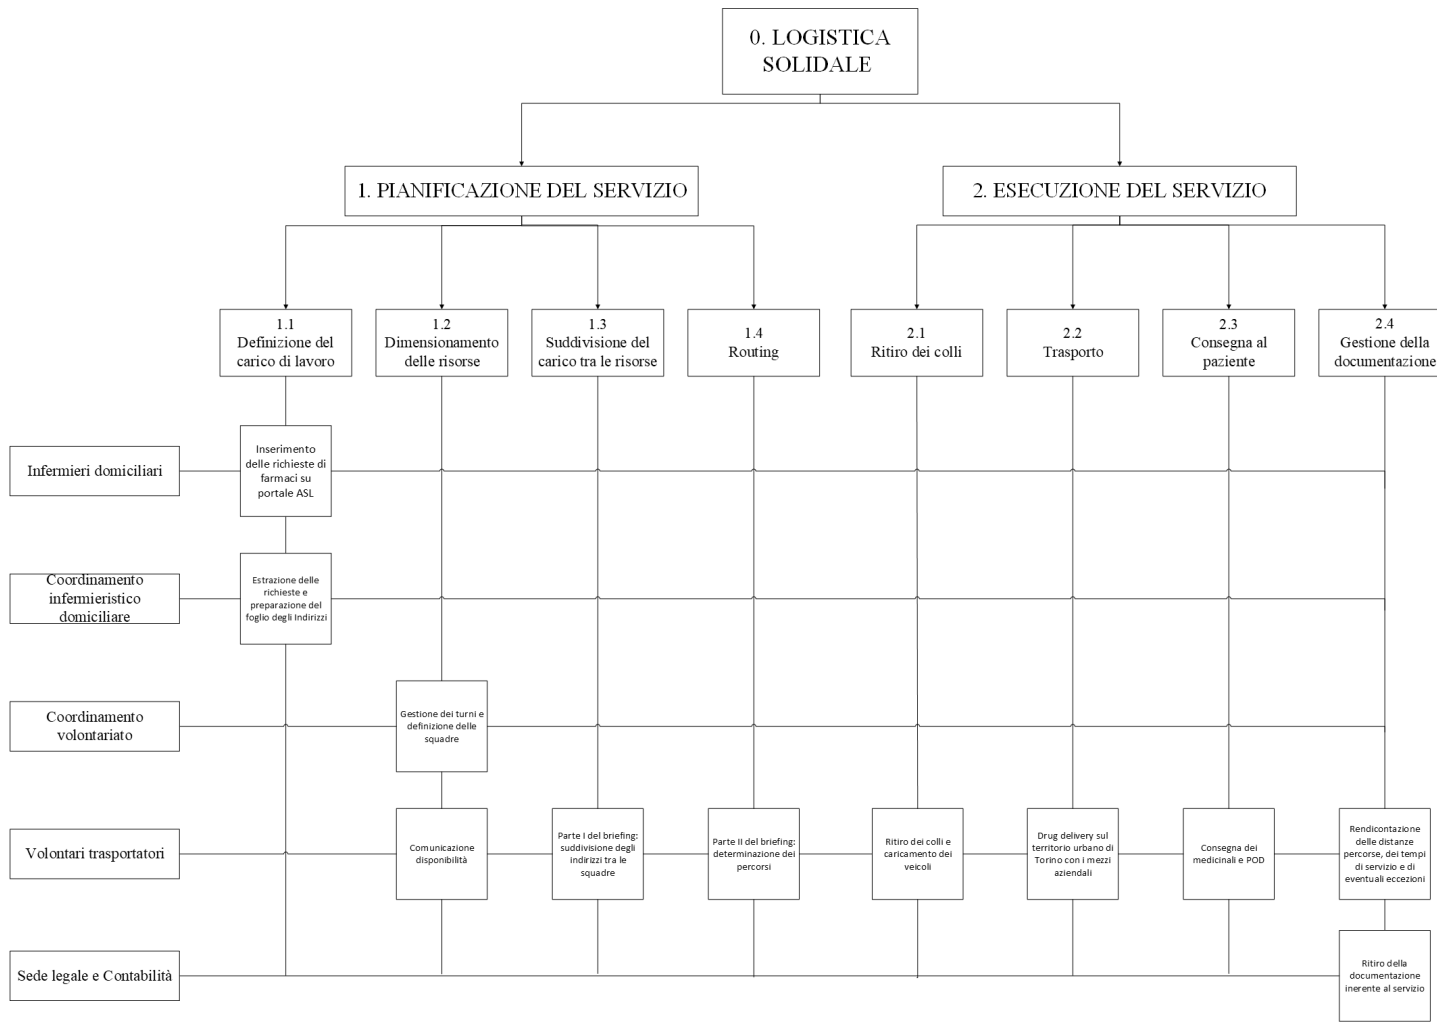 0. LOGISTICA
SOLIDALE
1. PIANIFICAZIONE DEL SERVIZIO
2. ESECUZIONE DEL SERVIZIO
1.1
Definizione del
carico di lavoro
1.2
Dimensionamento
delle risorse
1.3
Suddivisione del
carico tra le risorse
1.4
Routing
2.1
Ritiro dei colli
2.2
Trasporto
2.3
Consegna al
paziente
2.4
Gestione della
documentazione
Infermieri domiciliari
Inserimento
delle richieste di
farmaci su
portale ASL
Coordinamento
infermieristico
domiciliare
Estrazione delle
richieste e
preparazione del
foglio degli Indirizzi
Coordinamento
volontariato
Gestione dei turni e
definizione delle
squadre
Volontari trasportatori
Comunicazione
disponibilità
Parte I del briefing:
suddivisione degli
indirizzi tra le
squadre
Parte II del briefing:
determinazione dei
percorsi
Ritiro dei colli e
caricamento dei
veicoli
Drug delivery sul
territorio urbano di
Torino con i mezzi
aziendali
Consegna dei
medicinali e POD
Rendicontazione
delle distanze
percorse, dei tempi
di servizio e di
eventuali eccezioni
Sede legale e Contabilità
Ritiro della
documentazione
inerente al servizio